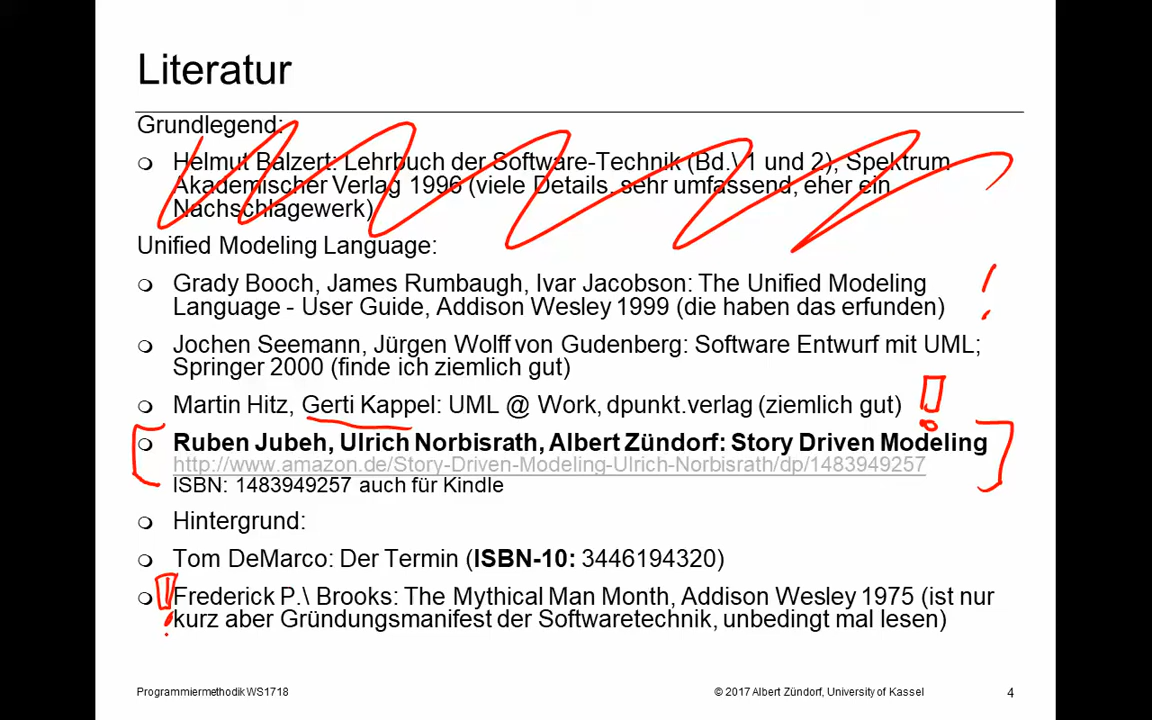 Literatur
Grundlegend:
Helmut Balzert: Lehrbuch der Software-Technik (Bd.\ 1 und 2), Spektrum
Akademischer Verlag 1996 (viele Details, sehr umfassend, eher ein
Nachschlagewerk)
Unified Modeling Language:
Grady Booch, James Rumbaugh, Ivar Jacobson: The Unified Modeling
Language - User Guide, Addison Wesley 1999 (die haben das erfunden)
!
Jochen Seemann, Jürgen Wolff von Gudenberg: Software Entwurf mit UML;
Springer 2000 (finde ich ziemlich gut)
Martin Hitz, Gerti Kappel: UML @ Work, dpunkt.verlag (ziemlich gut) !
[Ruben Jubeh, Ulrich Norbisrath, Albert Zündorf: Story Driven Modeling
http://www.amazon.de/Story-Driven-Modeling-Ulrich-Norbisrath/dp/1483949257
ISBN: 1483949257 auch für Kindle]
Hintergrund:
Tom DeMarco: Der Termin (ISBN-10: 3446194320)
! Frederick P.\ Brooks: The Mythical Man Month, Addison Wesley 1975 (ist nur
kurz aber Gründungsmanifest der Softwaretechnik, unbedingt mal lesen)
Programmiermethodik WS1718 © 2017 Albert Zündorf, University of Kassel 4